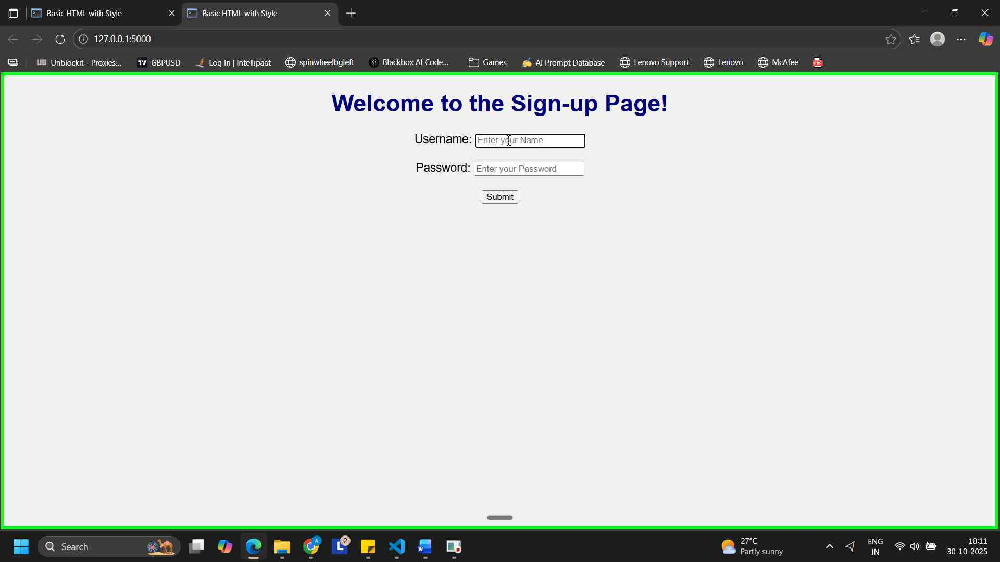 Basic HTML with Style
Basic HTML with Style
127.0.0.1:5000
UB Unblockit - Proxies...
GBPUSD
Log In | Intellipaat
spinwheelbgleft
Blackbox AI Code...
Games
AI Prompt Database
Lenovo Support
Lenovo
McAfee
PDF
Welcome to the Sign-up Page!
Username: Enter your Name
Password: Enter your Password
Submit
Search
A
L 2
W
27°C
Partly sunny
ENG
IN
18:11
30-10-2025